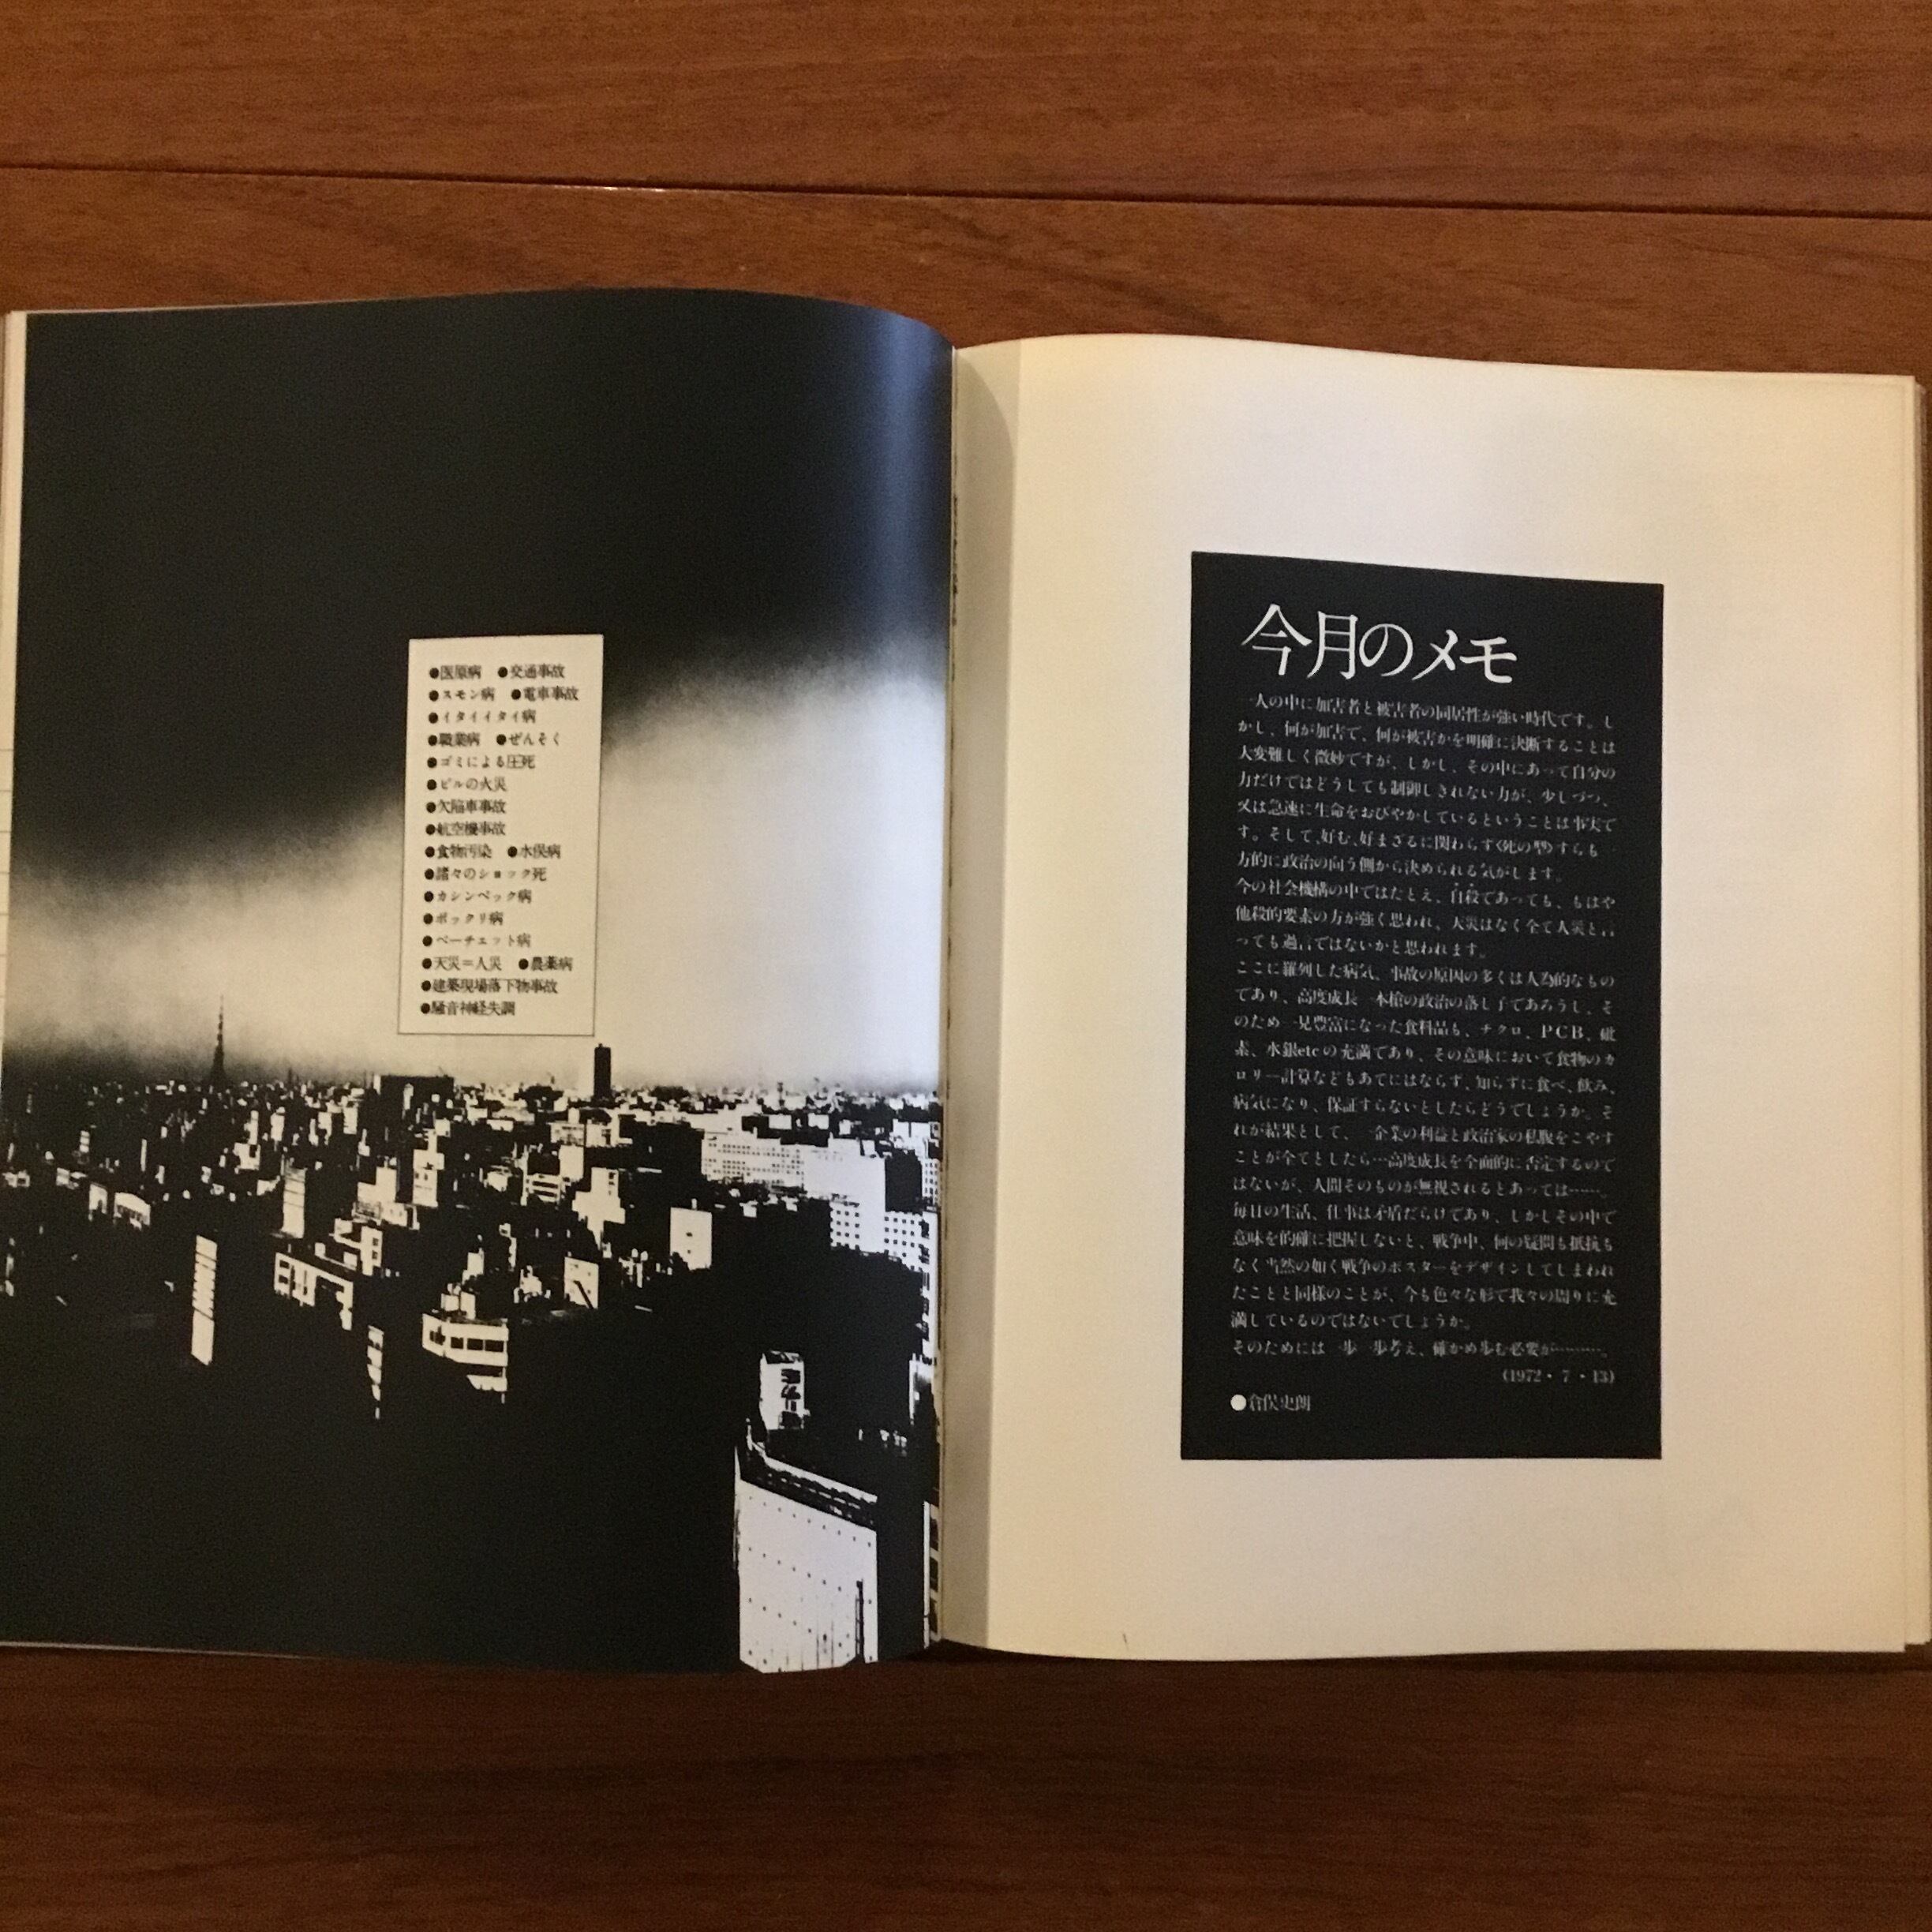 ●医原病　●交通事故
●スモン病　●電車事故
●イタイイタイ病
●職業病　●ぜんそく
●ゴミによる圧死
●ビルの火災
●欠陥車事故
●航空機事故
●食物汚染　●水俣病
●諸々のショック死
●カシンベック病
●ポックリ病
●ベーチェット病
●天災＝人災　●農薬病
●建築現場落下物事故
●騒音神経失調
今月のメモ
一人の中に加害者と被害者の同居性が強い時代です。し
かし、何が加害で、何が被害かを明確に決断することは
大変難しく微妙ですが、しかし、その中にあって自分の
力だけではどうしても制御しきれない力が、少しづつ、
又は急速に生命をおびやかしているということは事実で
す。そして、好む、好まざるに関わらず〈死の型〉すらも一
方的に政治の向う側から決められる気がします。
今の社会機構の中ではたとえ、自殺であっても、もはや
他殺的要素の方が強く思われ、天災はなく全て人災と言
っても過言ではないかと思われます。
ここに羅列した病気、事故の原因の多くは人為的なもの
であり、高度成長一本槍の政治の落し子であろうし、そ
のため一見豊富になった食料品も、チクロ、PCB、砒
素、水銀etcの充満であり、その意味において食物のカ
ロリー計算などもあてにはならず、知らずに食べ、飲み、
病気になり、保証すらないとしたらどうでしょうか。そ
れが結果として、一企業の利益と政治家の私腹をこやす
ことが全てとしたら…高度成長を全面的に否定するので
はないが、人間そのものが無視されるとあっては……。
毎日の生活、仕事は矛盾だらけであり、しかしその中で
意味を的確に把握しないと、戦争中、何の疑問も抵抗も
なく当然の如く戦争のポスターをデザインしてしまわれ
たことと同様のことが、今も色々な形で我々の周りに充
満しているのではないでしょうか。
そのためには一歩一歩考え、確かめ歩む必要が………。
(1972・7・13)
●倉俣史朗